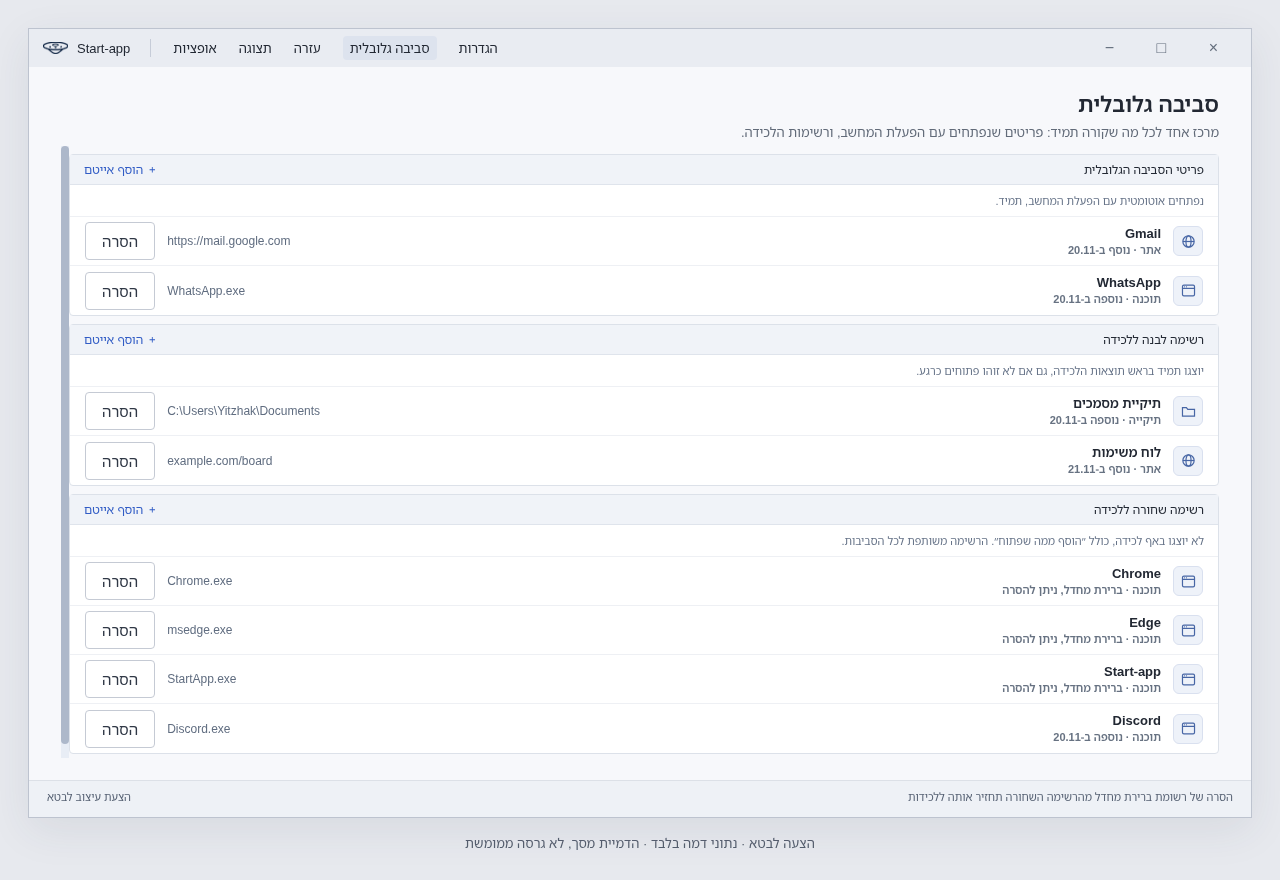 Start-app
אופציות
תצוגה
עזרה
סביבה גלובלית
הגדרות
− □ ×
סביבה גלובלית
מרכז אחד לכל מה שקורה תמיד: פריטים שנפתחים עם הפעלת המחשב, ורשימות הלכידה.
פריטי הסביבה הגלובלית
+ הוסף אייטם
נפתחים אוטומטית עם הפעלת המחשב, תמיד.
Gmail
אתר · נוסף ב-20.11
https://mail.google.com
הסרה
WhatsApp
תוכנה · נוספה ב-20.11
WhatsApp.exe
הסרה
רשימה לבנה ללכידה
+ הוסף אייטם
יוצגו תמיד בראש תוצאות הלכידה, גם אם לא זוהו פתוחים כרגע.
תיקיית מסמכים
תיקייה · נוספה ב-20.11
C:\Users\Yitzhak\Documents
הסרה
לוח משימות
אתר · נוסף ב-21.11
example.com/board
הסרה
רשימה שחורה ללכידה
+ הוסף אייטם
לא יוצגו באף לכידה, כולל ״הוסף ממה שפתוח״. הרשימה משותפת לכל הסביבות.
Chrome
תוכנה · ברירת מחדל, ניתן להסרה
Chrome.exe
הסרה
Edge
תוכנה · ברירת מחדל, ניתן להסרה
msedge.exe
הסרה
Start-app
תוכנה · ברירת מחדל, ניתן להסרה
StartApp.exe
הסרה
Discord
תוכנה · נוספה ב-20.11
Discord.exe
הסרה
הסרה של רשומת ברירת מחדל מהרשימה השחורה תחזיר אותה ללכידות
הצעת עיצוב לבטא
הצעה לבטא · נתוני דמה בלבד · הדמיית מסך, לא גרסה ממומשת